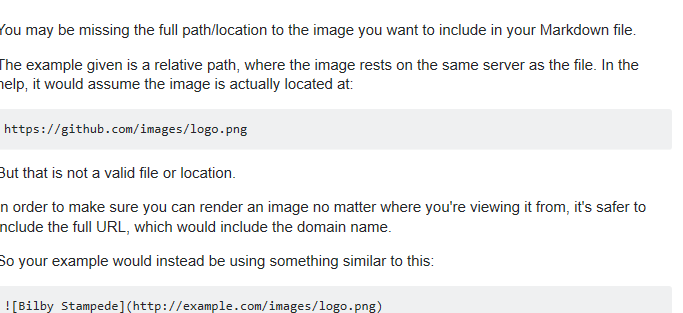 You may be missing the full path/location to the image you want to include in your Markdown file.
The example given is a relative path, where the image rests on the same server as the file. In the
help, it would assume the image is actually located at:
https://github.com/images/logo.png
But that is not a valid file or location.
In order to make sure you can render an image no matter where you're viewing it from, it's safer to
include the full URL, which would include the domain name.
So your example would instead be using something similar to this:
![Bilby Stampede](http://example.com/images/logo.png)